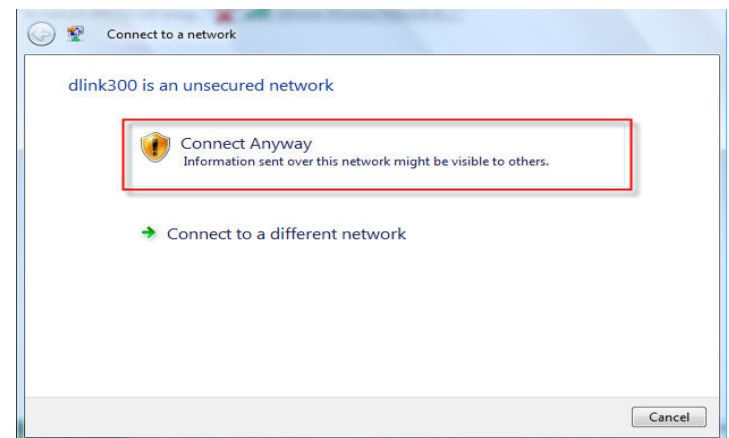 Connect to a network
dlink300 is an unsecured network
Connect Anyway
Information sent over this network might be visible to others.
Connect to a different network
Cancel